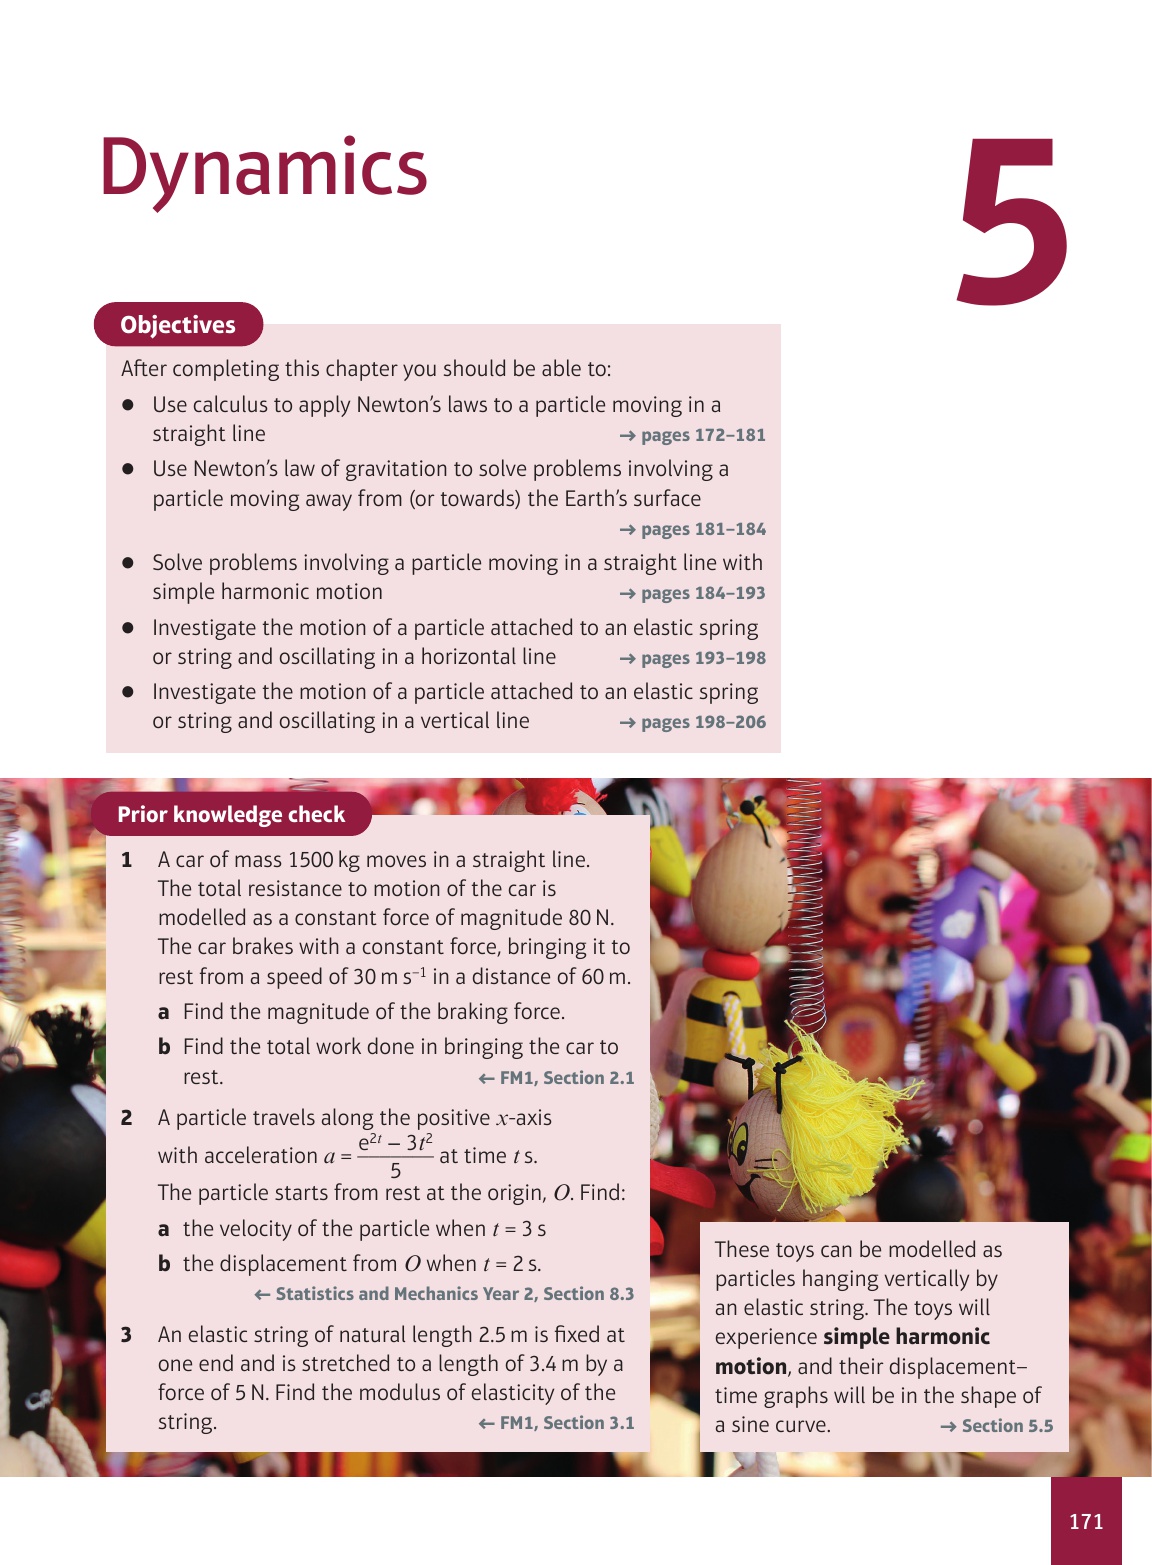 Dynamics
5
Objectives
After completing this chapter you should be able to:
● Use calculus to apply Newton’s laws to a particle moving in a
straight line → pages 172–181
● Use Newton’s law of gravitation to solve problems involving a
particle moving away from (or towards) the Earth’s surface
→ pages 181–184
● Solve problems involving a particle moving in a straight line with
simple harmonic motion → pages 184–193
● Investigate the motion of a particle attached to an elastic spring
or string and oscillating in a horizontal line → pages 193–198
● Investigate the motion of a particle attached to an elastic spring
or string and oscillating in a vertical line → pages 198–206
Prior knowledge check
1 A car of mass 1500 kg moves in a straight line.
The total resistance to motion of the car is
modelled as a constant force of magnitude 80 N.
The car brakes with a constant force, bringing it to
rest from a speed of 30 m s⁻¹ in a distance of 60 m.
a Find the magnitude of the braking force.
b Find the total work done in bringing the car to
rest. ← FM1, Section 2.1
2 A particle travels along the positive x-axis
with acceleration a = (e²ᵗ – 3t²)/5 at time t s.
The particle starts from rest at the origin, O. Find:
a the velocity of the particle when t = 3 s
b the displacement from O when t = 2 s.
← Statistics and Mechanics Year 2, Section 8.3
3 An elastic string of natural length 2.5 m is fixed at
one end and is stretched to a length of 3.4 m by a
force of 5 N. Find the modulus of elasticity of the
string. ← FM1, Section 3.1
These toys can be modelled as
particles hanging vertically by
an elastic string. The toys will
experience simple harmonic
motion, and their displacement–
time graphs will be in the shape of
a sine curve. → Section 5.5
171